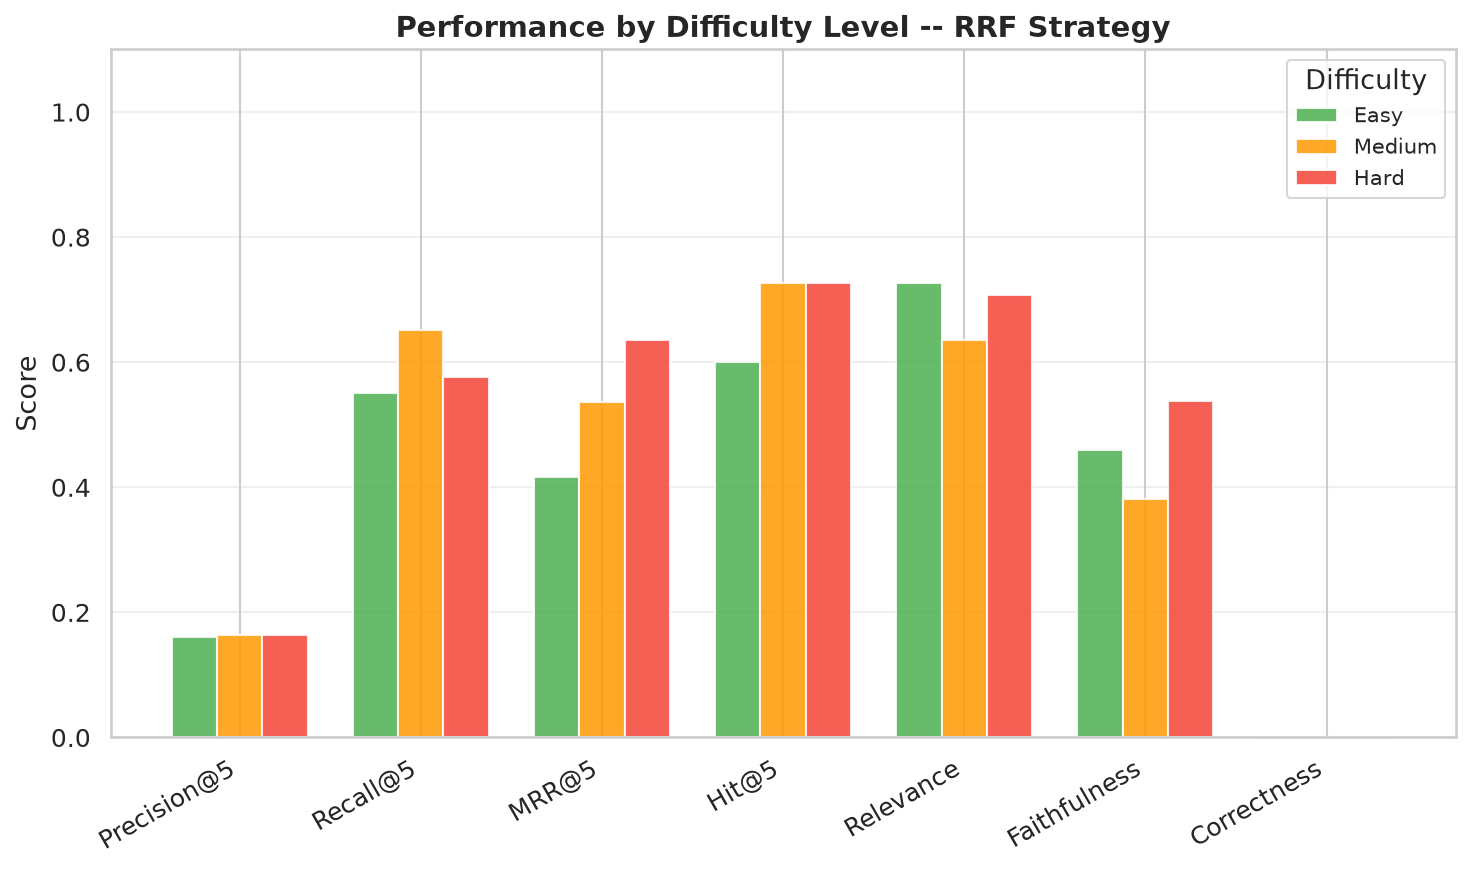 Performance by Difficulty Level -- RRF Strategy
Difficulty
Easy
Medium
Hard
Score
1.0
0.8
0.6
0.4
0.2
0.0
Precision@5
Recall@5
MRR@5
Hit@5
Relevance
Faithfulness
Correctness